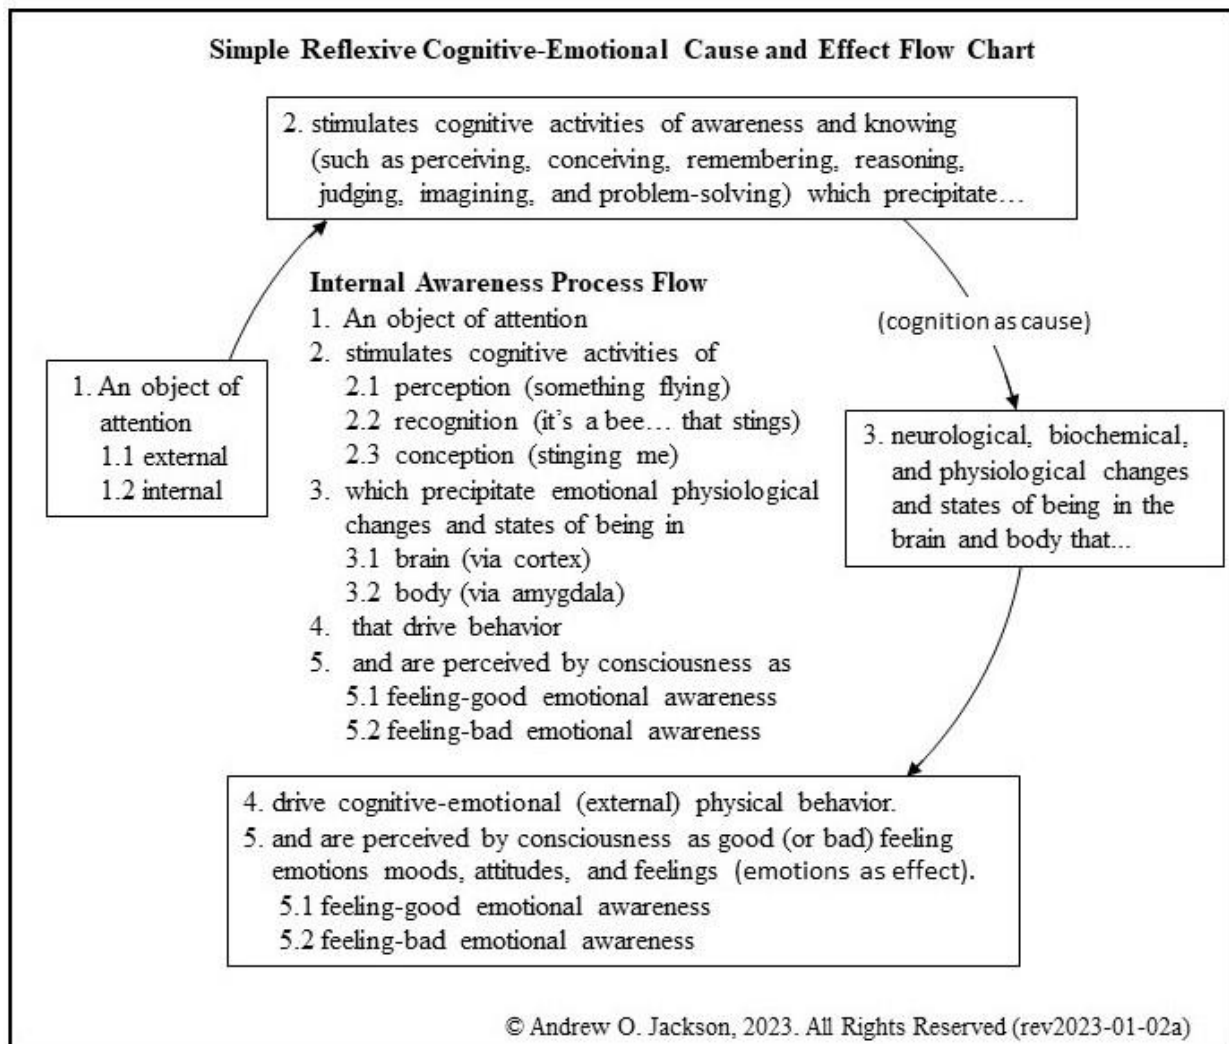 Simple Reflexive Cognitive-Emotional Cause and Effect Flow Chart
2. stimulates cognitive activities of awareness and knowing
(such as perceiving, conceiving, remembering, reasoning,
judging, imagining, and problem-solving) which precipitate…
(cognition as cause)
1. An object of
attention
1.1 external
1.2 internal
Internal Awareness Process Flow
1. An object of attention
2. stimulates cognitive activities of
2.1 perception (something flying)
2.2 recognition (it’s a bee… that stings)
2.3 conception (stinging me)
3. which precipitate emotional physiological
changes and states of being in
3.1 brain (via cortex)
3.2 body (via amygdala)
4. that drive behavior
5. and are perceived by consciousness as
5.1 feeling-good emotional awareness
5.2 feeling-bad emotional awareness
3. neurological, biochemical,
and physiological changes
and states of being in the
brain and body that...
4. drive cognitive-emotional (external) physical behavior.
5. and are perceived by consciousness as good (or bad) feeling
emotions moods, attitudes, and feelings (emotions as effect).
5.1 feeling-good emotional awareness
5.2 feeling-bad emotional awareness
© Andrew O. Jackson, 2023. All Rights Reserved (rev2023-01-02a)